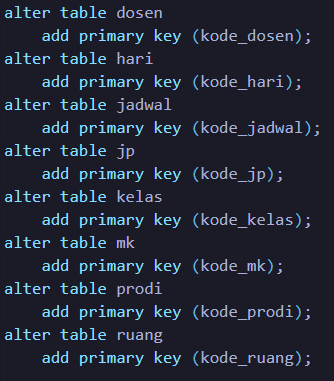 alter table dosen
    add primary key (kode_dosen);
alter table hari
    add primary key (kode_hari);
alter table jadwal
    add primary key (kode_jadwal);
alter table jp
    add primary key (kode_jp);
alter table kelas
    add primary key (kode_kelas);
alter table mk
    add primary key (kode_mk);
alter table prodi
    add primary key (kode_prodi);
alter table ruang
    add primary key (kode_ruang);